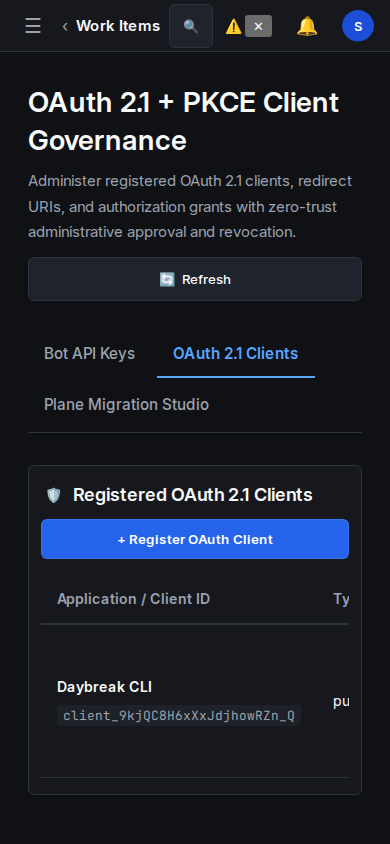 Work Items
S
OAuth 2.1 + PKCE Client
Governance
Administer registered OAuth 2.1 clients, redirect
URIs, and authorization grants with zero-trust
administrative approval and revocation.
Refresh
Bot API Keys
OAuth 2.1 Clients
Plane Migration Studio
Registered OAuth 2.1 Clients
+ Register OAuth Client
Application / Client ID Ty
Daybreak CLI
pu
client_9kjQC8H6xXxJdjhowRZn_Q